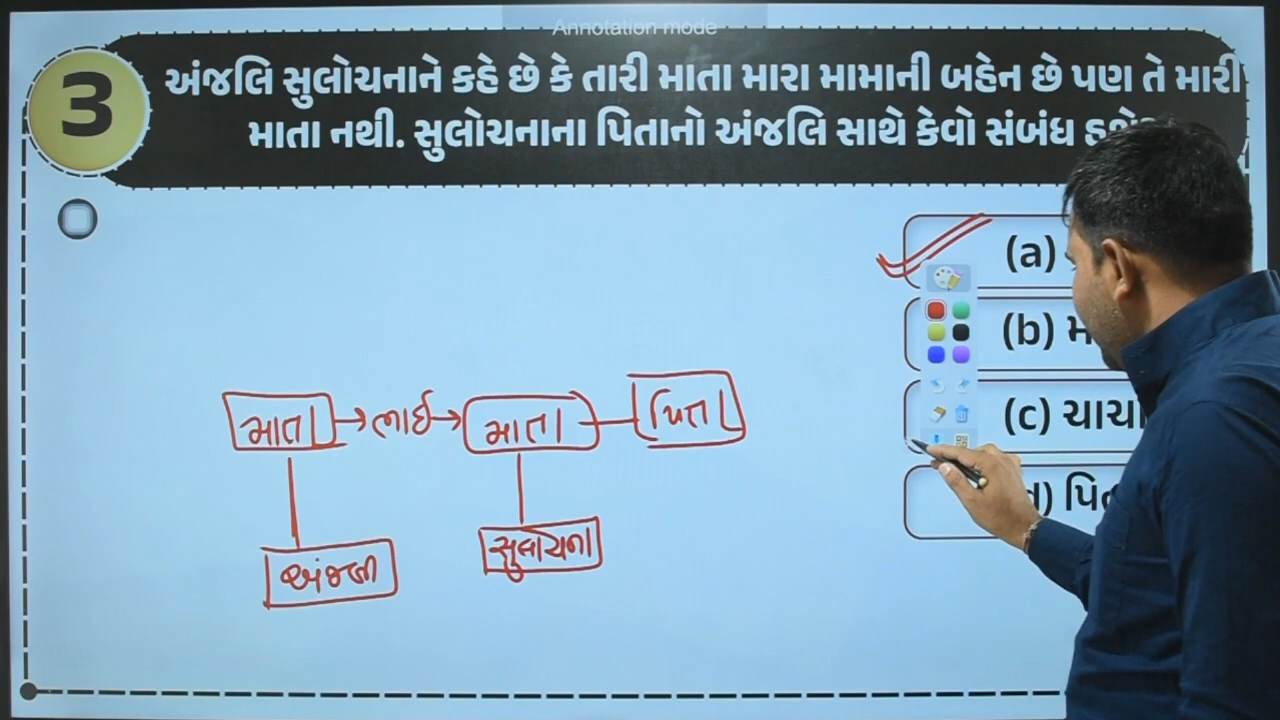 Annotation mode
3
અંજલિ સુલોચનાને કહે છે કે તારી માતા મારા મામાની બહેન છે પણ તે મારી
માતા નથી. સુલોચનાના પિતાનો અંજલિ સાથે કેવો સંબંધ
(a)
(b)
(c) ચાચા
માતા → ભાઈ → માતા પિતા
અંજલી
સુલોચના